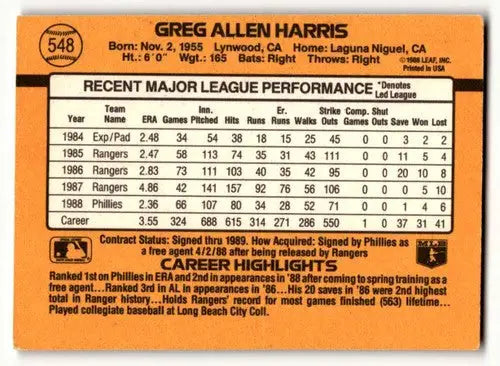 548
GREG ALLEN HARRIS
Born: Nov. 2, 1955 Lynwood, CA Home: Laguna Niguel, CA
Ht.: 6'0" Wgt.: 165 Bats: Right Throws: Right
©1988 LEAF, INC.
Printed in USA
RECENT MAJOR LEAGUE PERFORMANCE *Denotes Led League
Year Team Name ERA Games Inn. Pitched Hits Runs Er. Runs Walks Strike Outs Comp. Games Shut Outs Save Won Lost
1984 Exp/Pad 2.48 34 54 38 18 15 25 45 0 0 3 2 2
1985 Rangers 2.47 58 113 74 35 31 43 111 0 0 11 5 4
1986 Rangers 2.83 73 111 103 40 35 42 95 0 0 20 10 8
1987 Rangers 4.86 42 141 157 92 76 56 106 0 0 0 5 10
1988 Phillies 2.36 66 107 80 34 28 52 71 0 0 1 4 6
Career 3.55 324 688 615 314 271 286 550 1 0 37 31 41
Contract Status: Signed thru 1989. How Acquired: Signed by Phillies as
a free agent 4/2/88 after being released by Rangers
CAREER HIGHLIGHTS
Ranked 1st on Phillies in ERA and 2nd in appearances in '88 after coming to spring training as a
free agent...Ranked 3rd in AL in appearances in '86...His 20 saves in '86 were 2nd highest
total in Ranger history...Holds Rangers' record for most games finished (563) lifetime...
Played collegiate baseball at Long Beach City Coll.